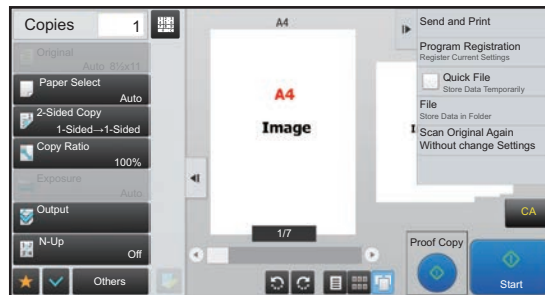 Copies 1
Original
Auto 8½x11
Paper Select
Auto
2-Sided Copy
1-Sided→1-Sided
Copy Ratio
100%
Exposure
Auto
Output
N-Up
Off
Others
A4
A4
Image
1/7
Send and Print
Program Registration
Register Current Settings
Quick File
Store Data Temporarily
File
Store Data in Folder
Scan Original Again
Without change Settings
CA
Proof Copy
Start